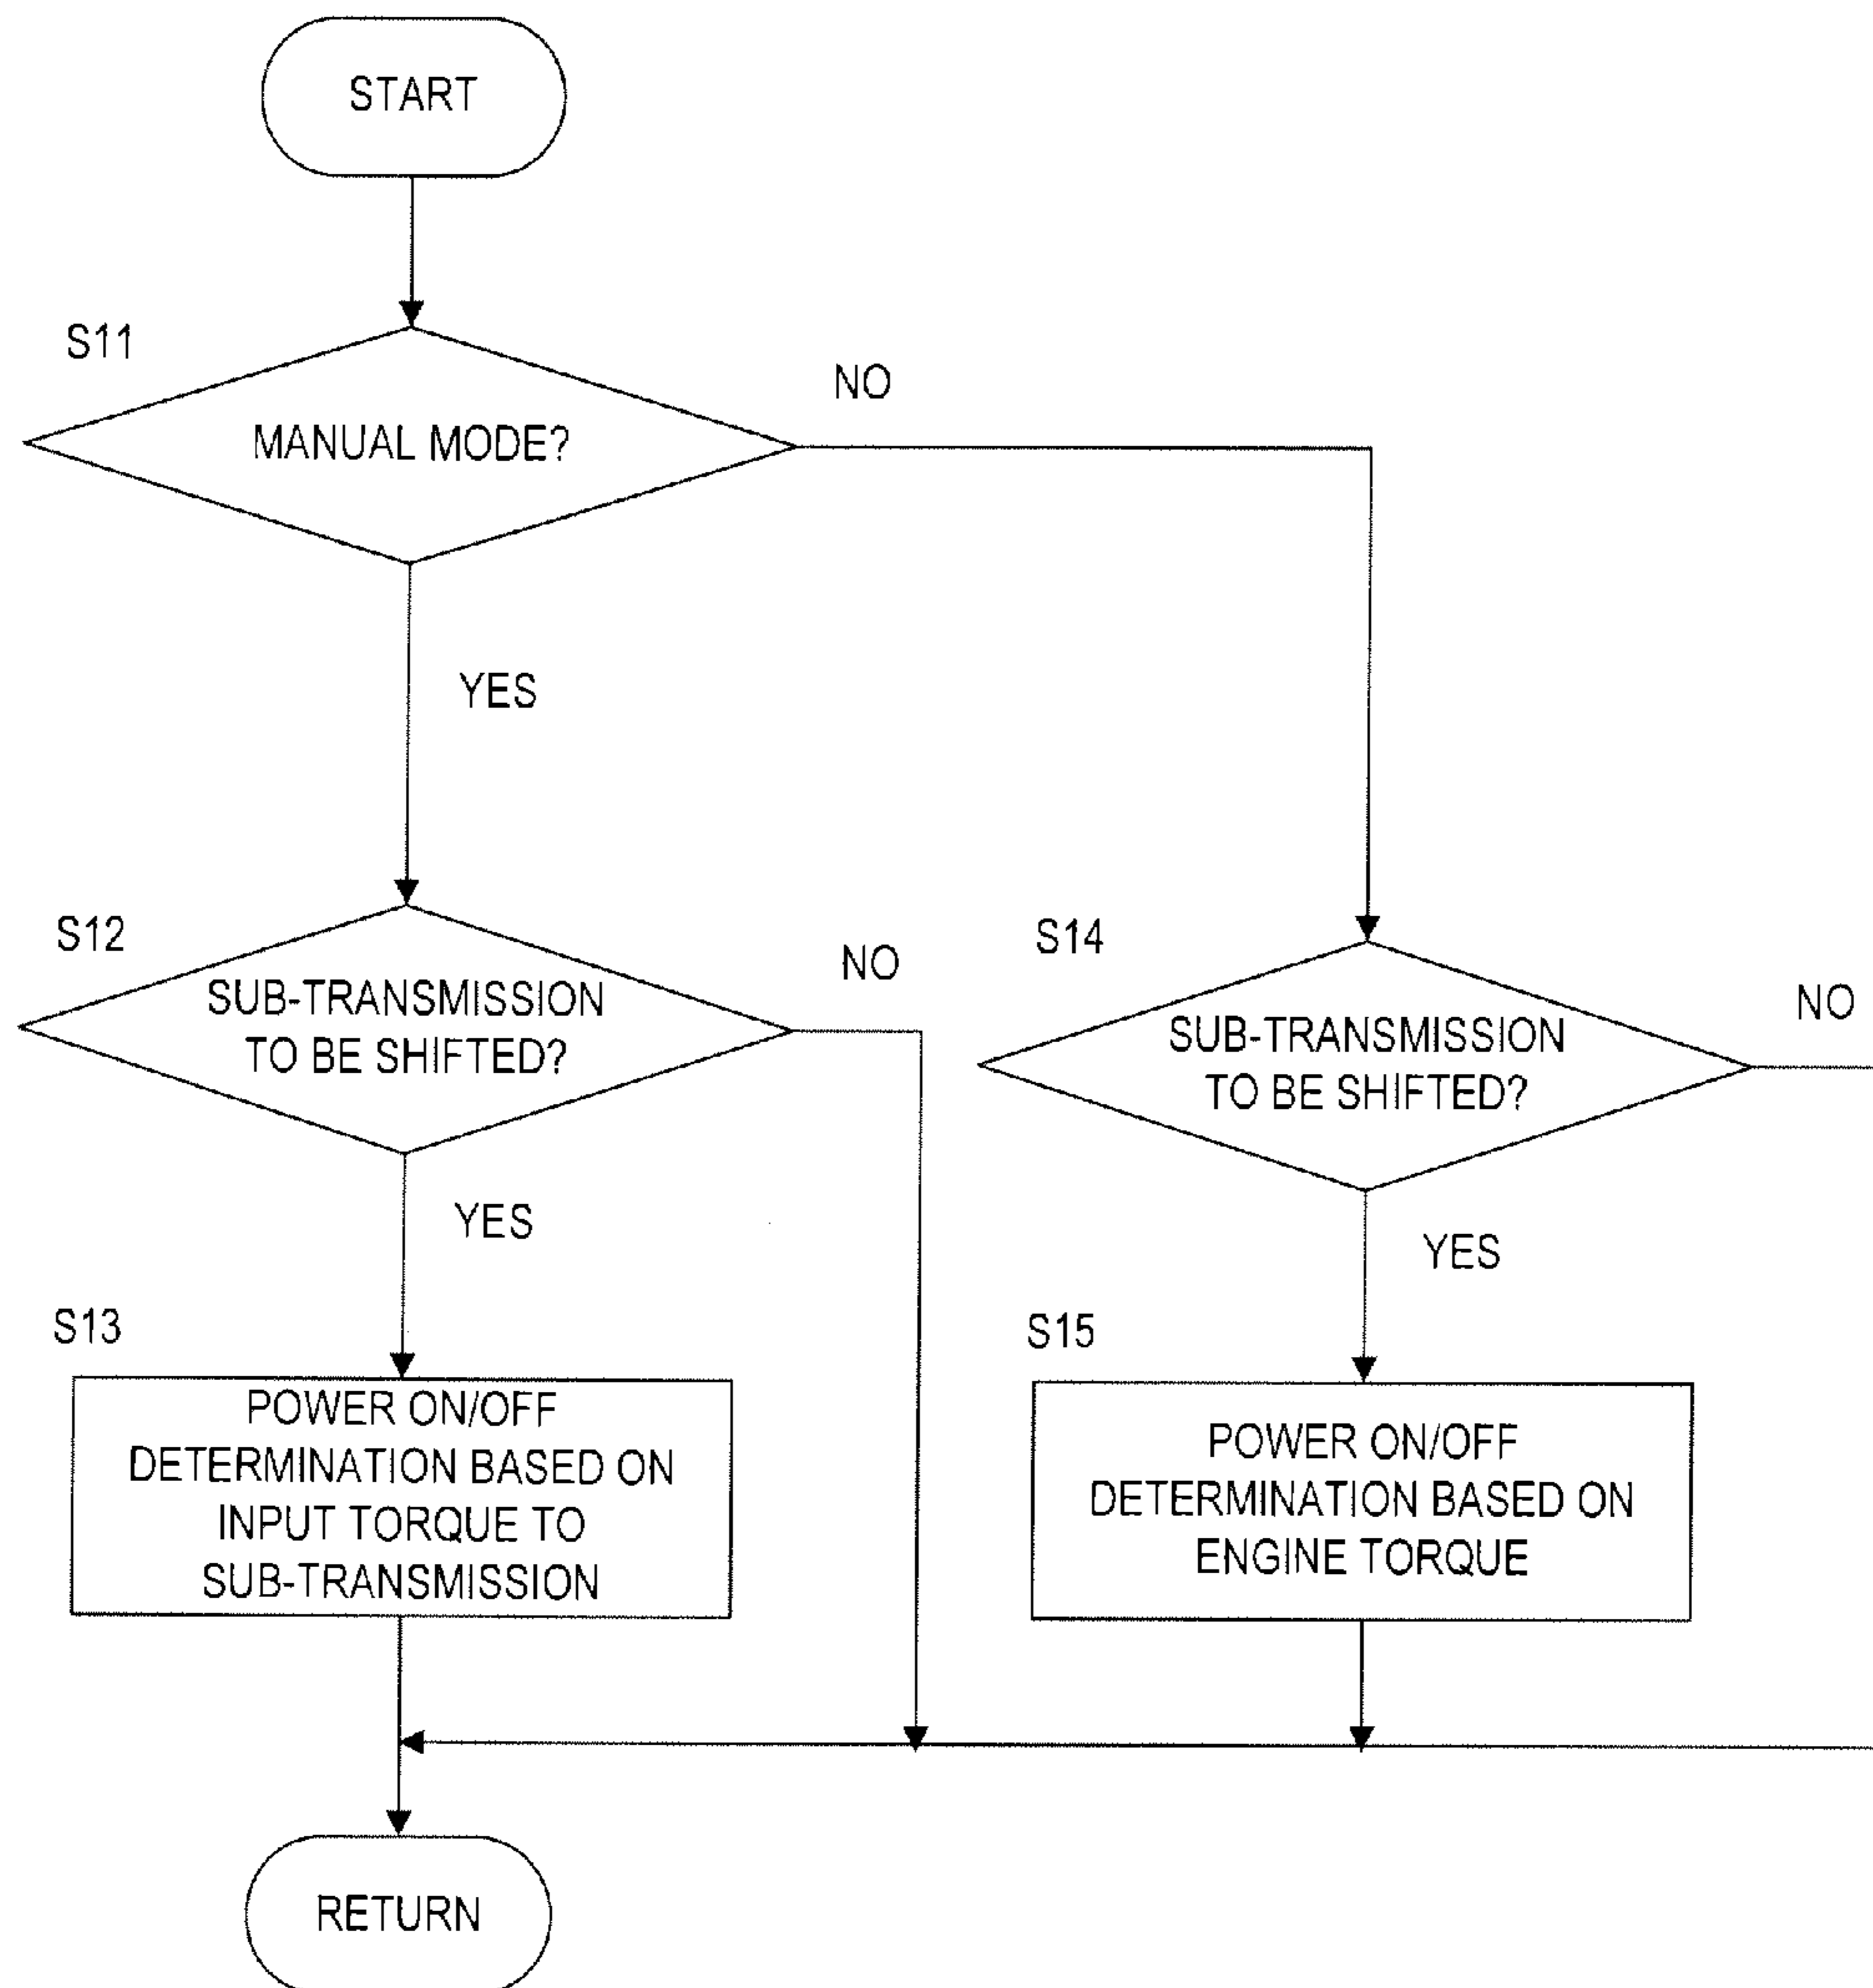 START
S11
NO
MANUAL MODE?
YES
S12
NO
SUB-TRANSMISSION
TO BE SHIFTED?
YES
S14
NO
SUB-TRANSMISSION
TO BE SHIFTED?
YES
S13
POWER ON/OFF
DETERMINATION BASED ON
INPUT TORQUE TO
SUB-TRANSMISSION
S15
POWER ON/OFF
DETERMINATION BASED ON
ENGINE TORQUE
RETURN